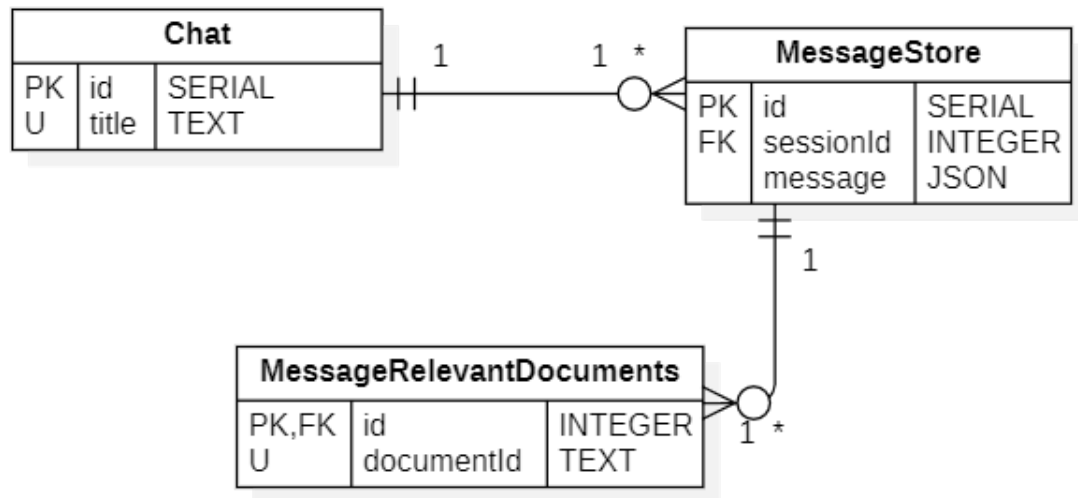 Chat
PK id SERIAL
U title TEXT
1
1 *
MessageStore
PK id SERIAL
FK sessionId INTEGER
message JSON
1
MessageRelevantDocuments
PK,FK id INTEGER
U documentId TEXT
1 *